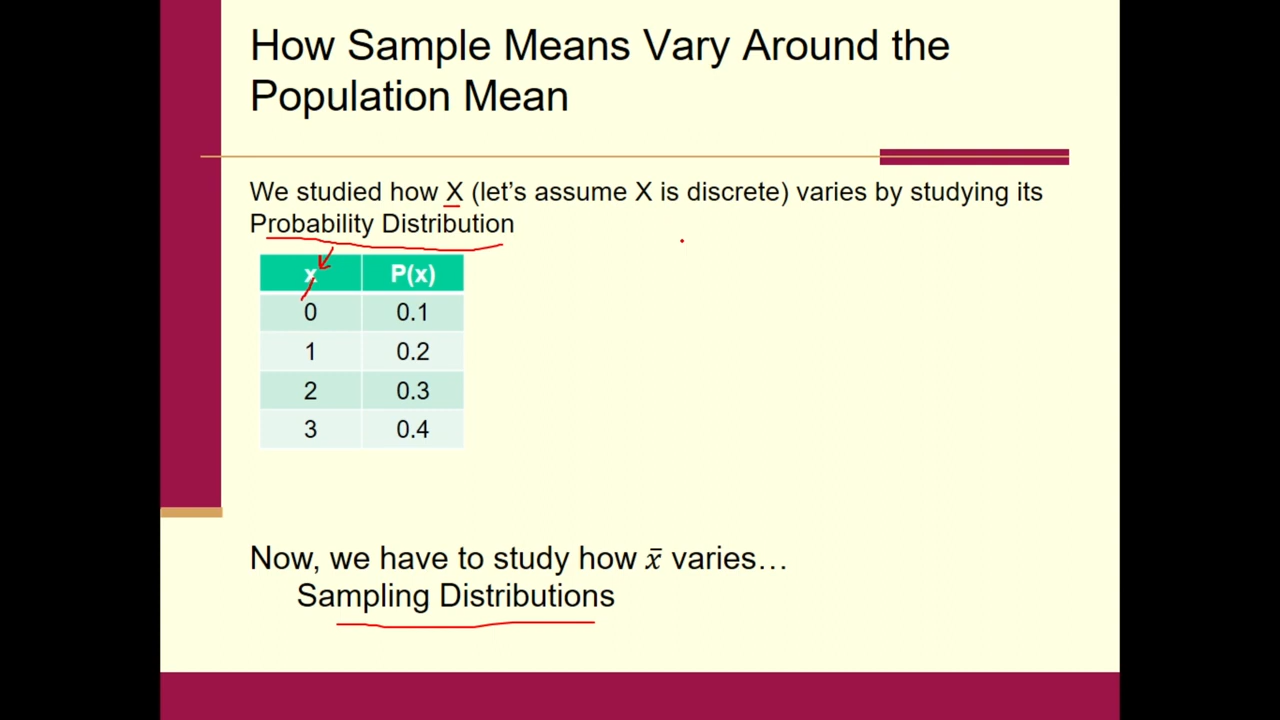 How Sample Means Vary Around the
Population Mean
We studied how X (let’s assume X is discrete) varies by studying its
Probability Distribution
x P(x)
0 0.1
1 0.2
2 0.3
3 0.4
Now, we have to study how x̄ varies…
Sampling Distributions